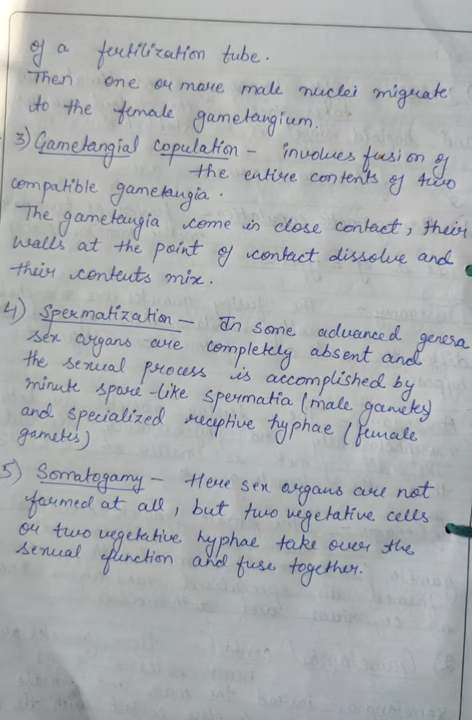 of a fertilization tube.
Then one or more male nuclei migrate
to the female gametangium.
3) Gametangial copulation - involves fusion of
the entire contents of two
compatible gametangia.
The gametangia come in close contact, their
walls at the point of contact dissolve and
their contents mix.
4) Spermatization - In some advanced genera
sex organs are completely absent and
the sexual process is accomplished by
minute spore-like spermatia (male gametes)
and specialized receptive hyphae (female
gametes)
5) Somatogamy - Here sex organs are not
formed at all, but two vegetative cells
or two vegetative hyphae take over the
sexual function and fuse together.